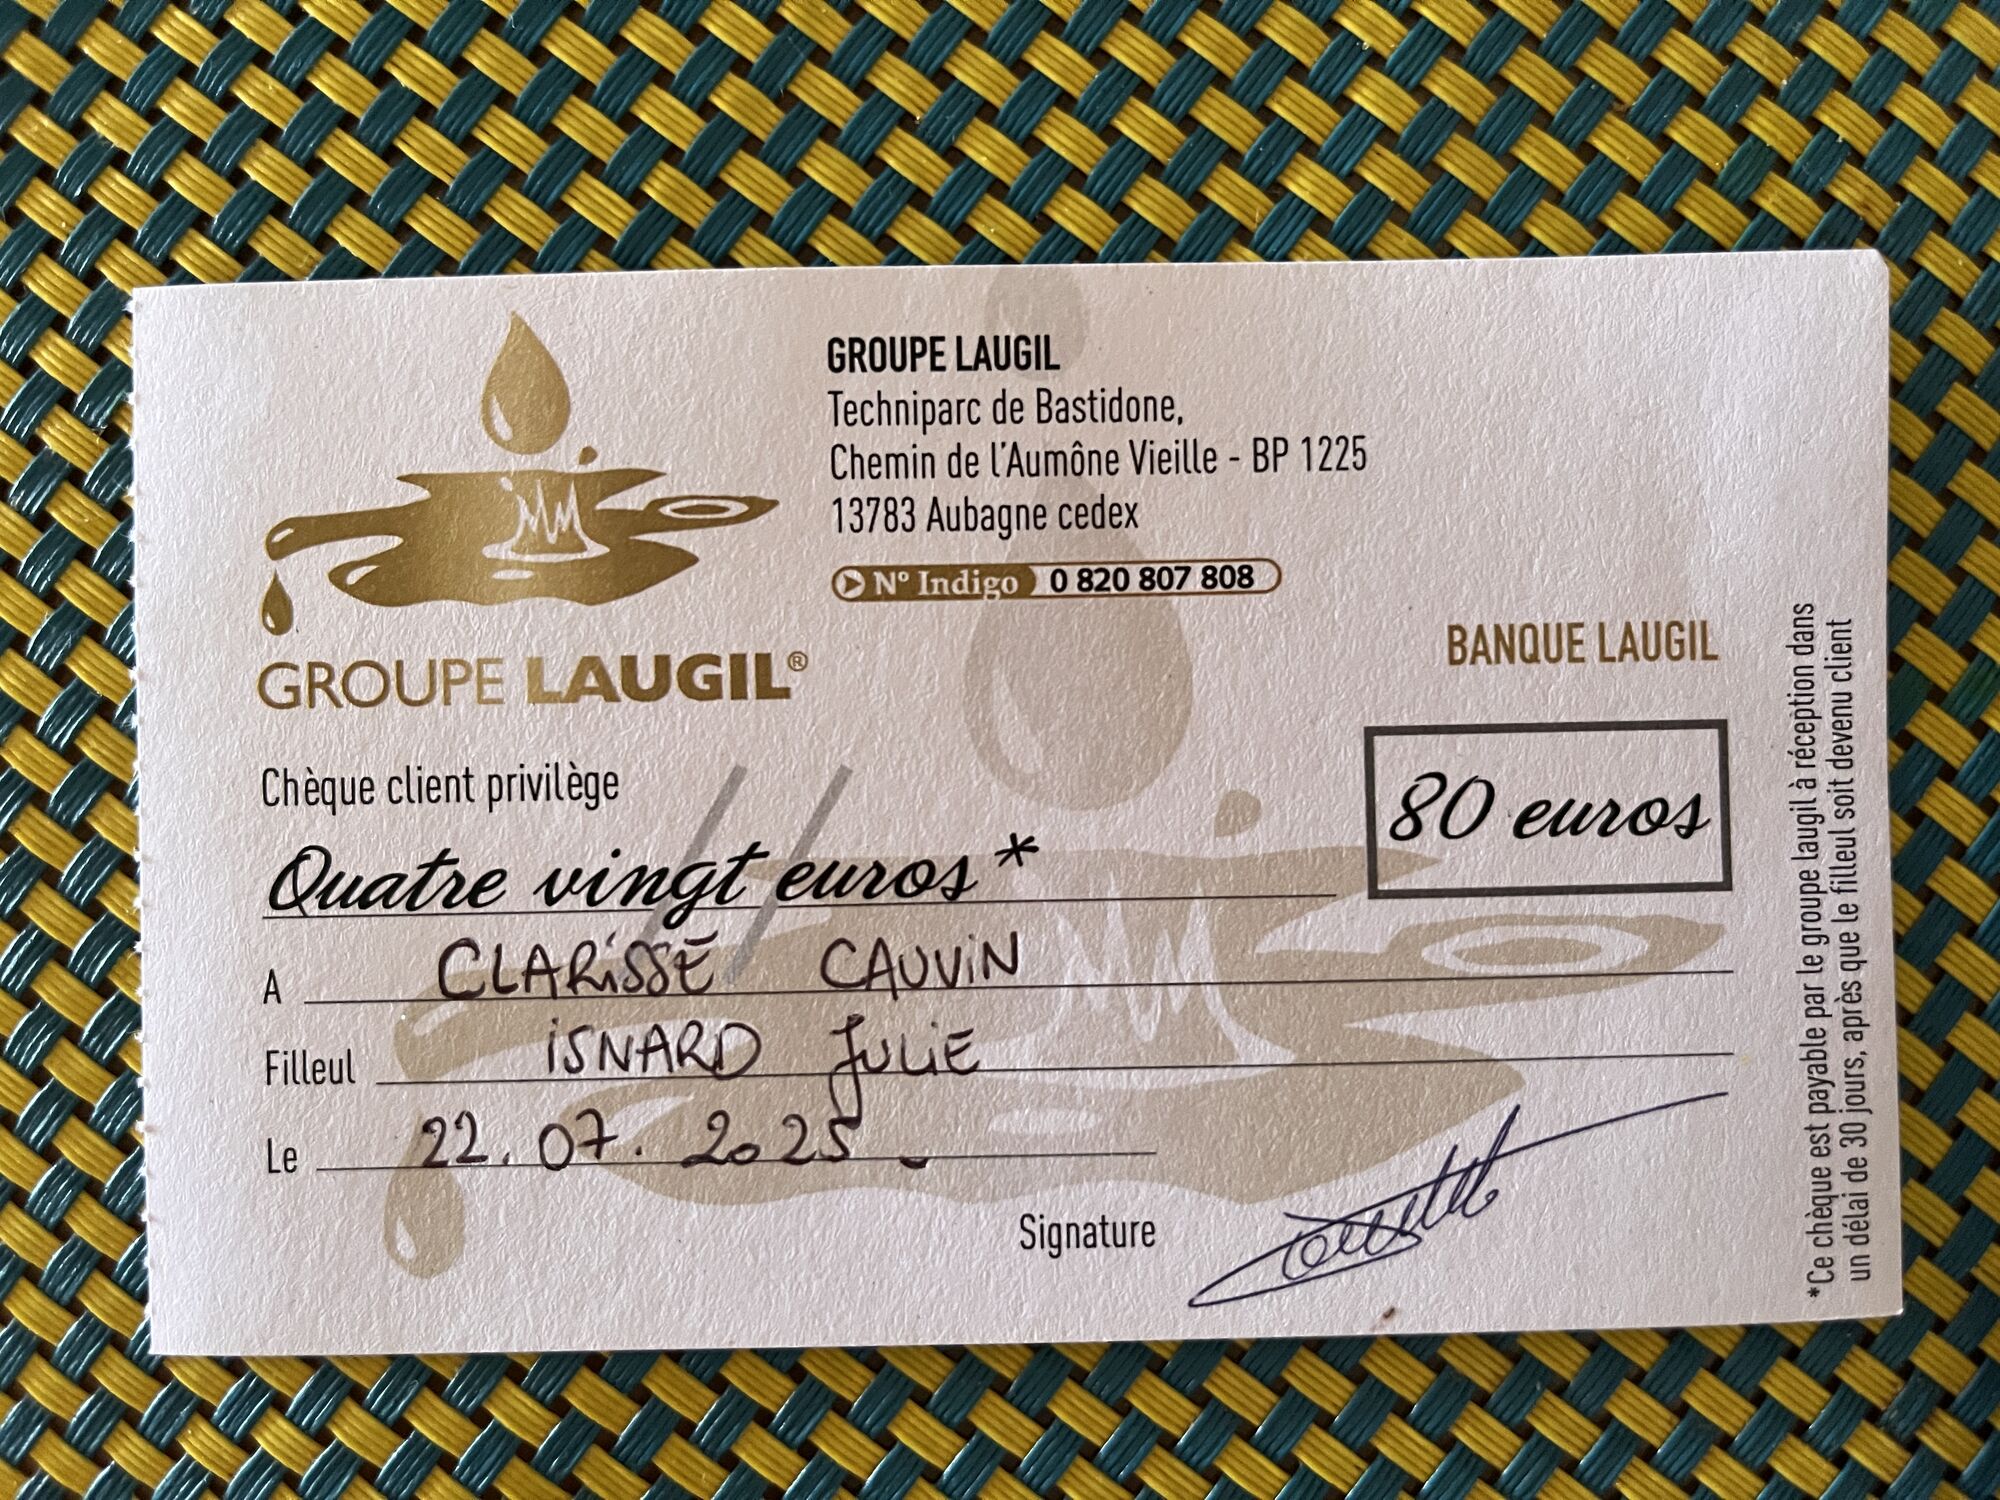 GROUPE LAUGIL
Techniparc de Bastidone,
Chemin de l'Aumône Vieille - BP 1225
13783 Aubagne cedex
N° Indigo 0 820 807 808
GROUPE LAUGIL®
BANQUE LAUGIL
Chèque client privilège
80 euros
Quatre vingt euros *
A CLARISSE CAUVIN
Filleul ISNARD JULIE
Le 22.07.2025.
Signature
*Ce chèque est payable par le groupe laugil à réception dans
un délai de 30 jours, après que le filleul soit devenu client